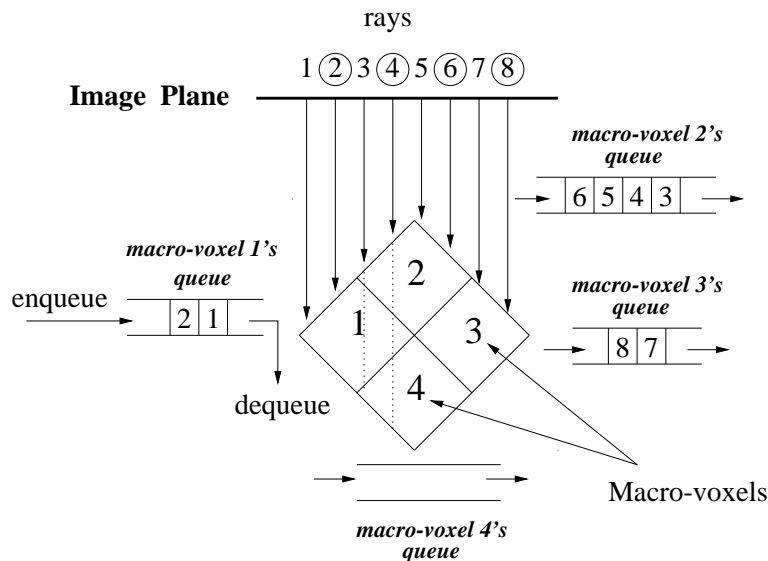 rays
1 2 3 4 5 6 7 8
Image Plane
macro-voxel 2's
queue
6 5 4 3
macro-voxel 1's
queue
enqueue
2 1
dequeue
2
1
3
4
macro-voxel 3's
queue
8 7
Macro-voxels
macro-voxel 4's
queue